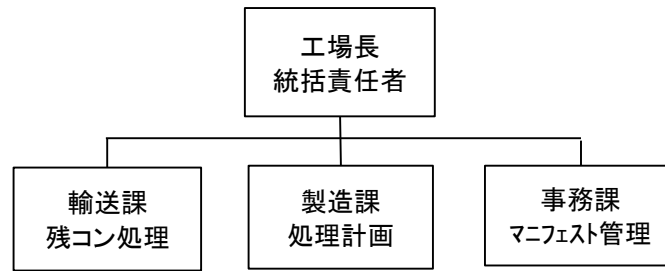 工場長
統括責任者
輸送課
残コン処理
製造課
処理計画
事務課
マニフェスト管理